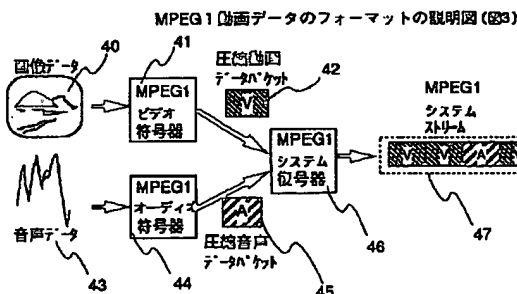 MPEG1動画データのフォーマットの説明図(図3)
画像データ
40
41
MPEG1
ビデオ
符号器
圧縮動画
データパケット
42
V
MPEG1
システム
符号器
46
MPEG1
システム
ストリーム
V V A
47
音声データ
43
MPEG1
オーディオ
符号器
44
A
圧縮音声
データパケット
45